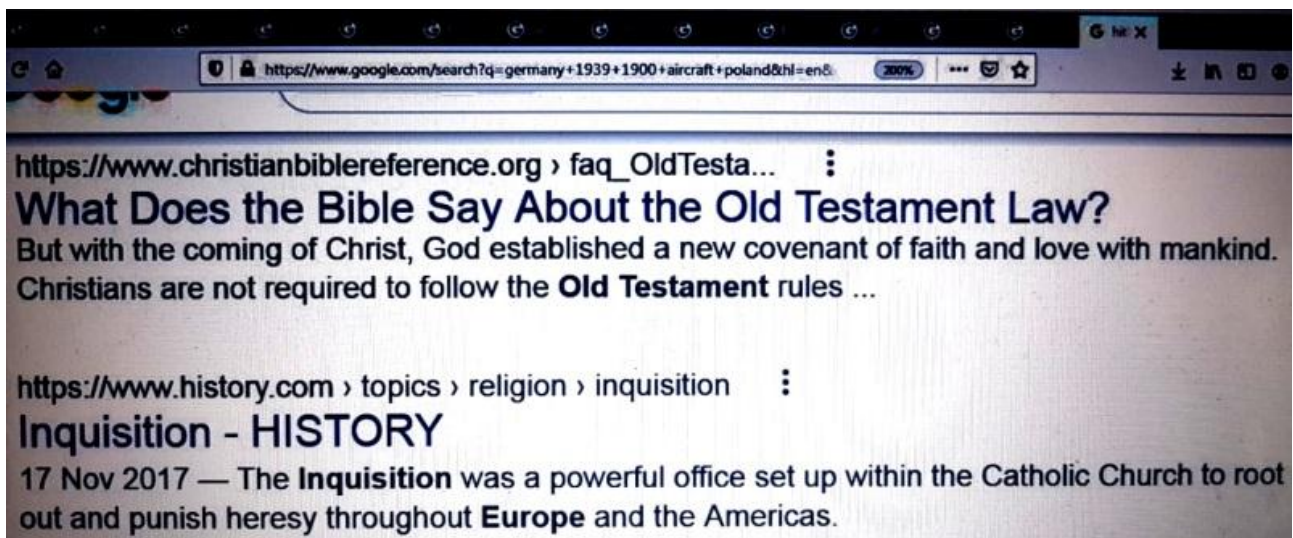 https://www.google.com/search?q=germany+1939+1900+aircraft+poland&hl=en&
200%
https://www.christianbiblereference.org › faq_OldTesta...
What Does the Bible Say About the Old Testament Law?
But with the coming of Christ, God established a new covenant of faith and love with mankind.
Christians are not required to follow the Old Testament rules ...
https://www.history.com › topics › religion › inquisition
Inquisition - HISTORY
17 Nov 2017 — The Inquisition was a powerful office set up within the Catholic Church to root
out and punish heresy throughout Europe and the Americas.